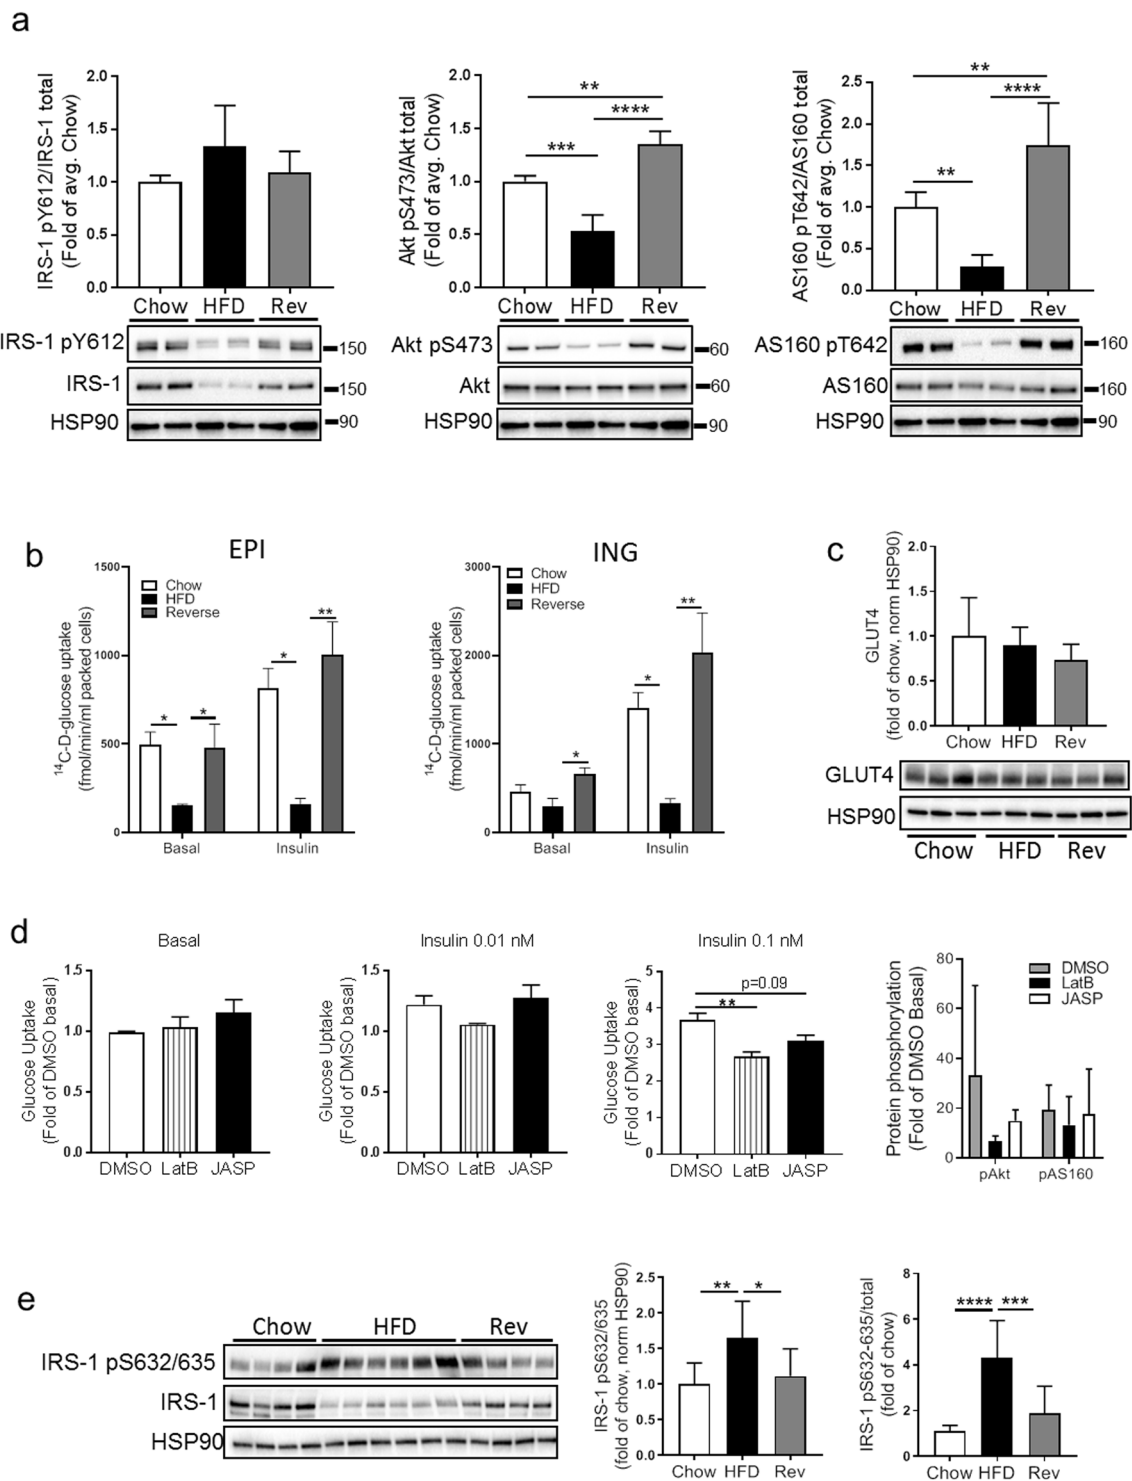 a
IRS-1 pY612/IRS-1 total
(Fold of avg. Chow)
2.0
1.5
1.0
0.5
0.0
Chow HFD Rev
IRS-1 pY612
150
IRS-1
150
HSP90
90
Akt pS473/Akt total
(Fold of avg. Chow)
2.0
1.5
1.0
0.5
0.0
**
****
***
Chow HFD Rev
Akt pS473
60
Akt
60
HSP90
90
AS160 pT642/AS160 total
(Fold of avg. Chow)
2.5
2.0
1.5
1.0
0.5
0.0
**
****
**
Chow HFD Rev
AS160 pT642
160
AS160
160
HSP90
90
b
EPI
14C-D-glucose uptake
(fmol/min/ml packed cells)
1500
1000
500
0
Chow
HFD
Reverse
*
*
*
**
Basal Insulin
ING
14C-D-glucose uptake
(fmol/min/ml packed cells)
3000
2000
1000
0
Chow
HFD
Reverse
*
*
**
Basal Insulin
c
GLUT4
(fold of chow, norm HSP90)
2.0
1.5
1.0
0.5
0.0
Chow HFD Rev
GLUT4
HSP90
Chow HFD Rev
d
Basal
Glucose Uptake
(Fold of DMSO basal)
1.5
1.0
0.5
0.0
DMSO LatB JASP
Insulin 0.01 nM
Glucose Uptake
(Fold of DMSO basal)
1.5
1.0
0.5
0.0
DMSO LatB JASP
Insulin 0.1 nM
Glucose Uptake
(Fold of DMSO basal)
5
4
3
2
1
0
p=0.09
**
DMSO LatB JASP
Protein phosphorylation
(Fold of DMSO Basal)
80
60
40
20
0
DMSO
LatB
JASP
pAkt pAS160
e
Chow HFD Rev
IRS-1 pS632/635
IRS-1
HSP90
IRS-1 pS632/635
(fold of chow, norm HSP90)
2.5
2.0
1.5
1.0
0.5
0.0
** *
Chow HFD Rev
IRS-1 pS632-635/total
(fold of chow)
8
6
4
2
0
**** ***
Chow HFD Rev